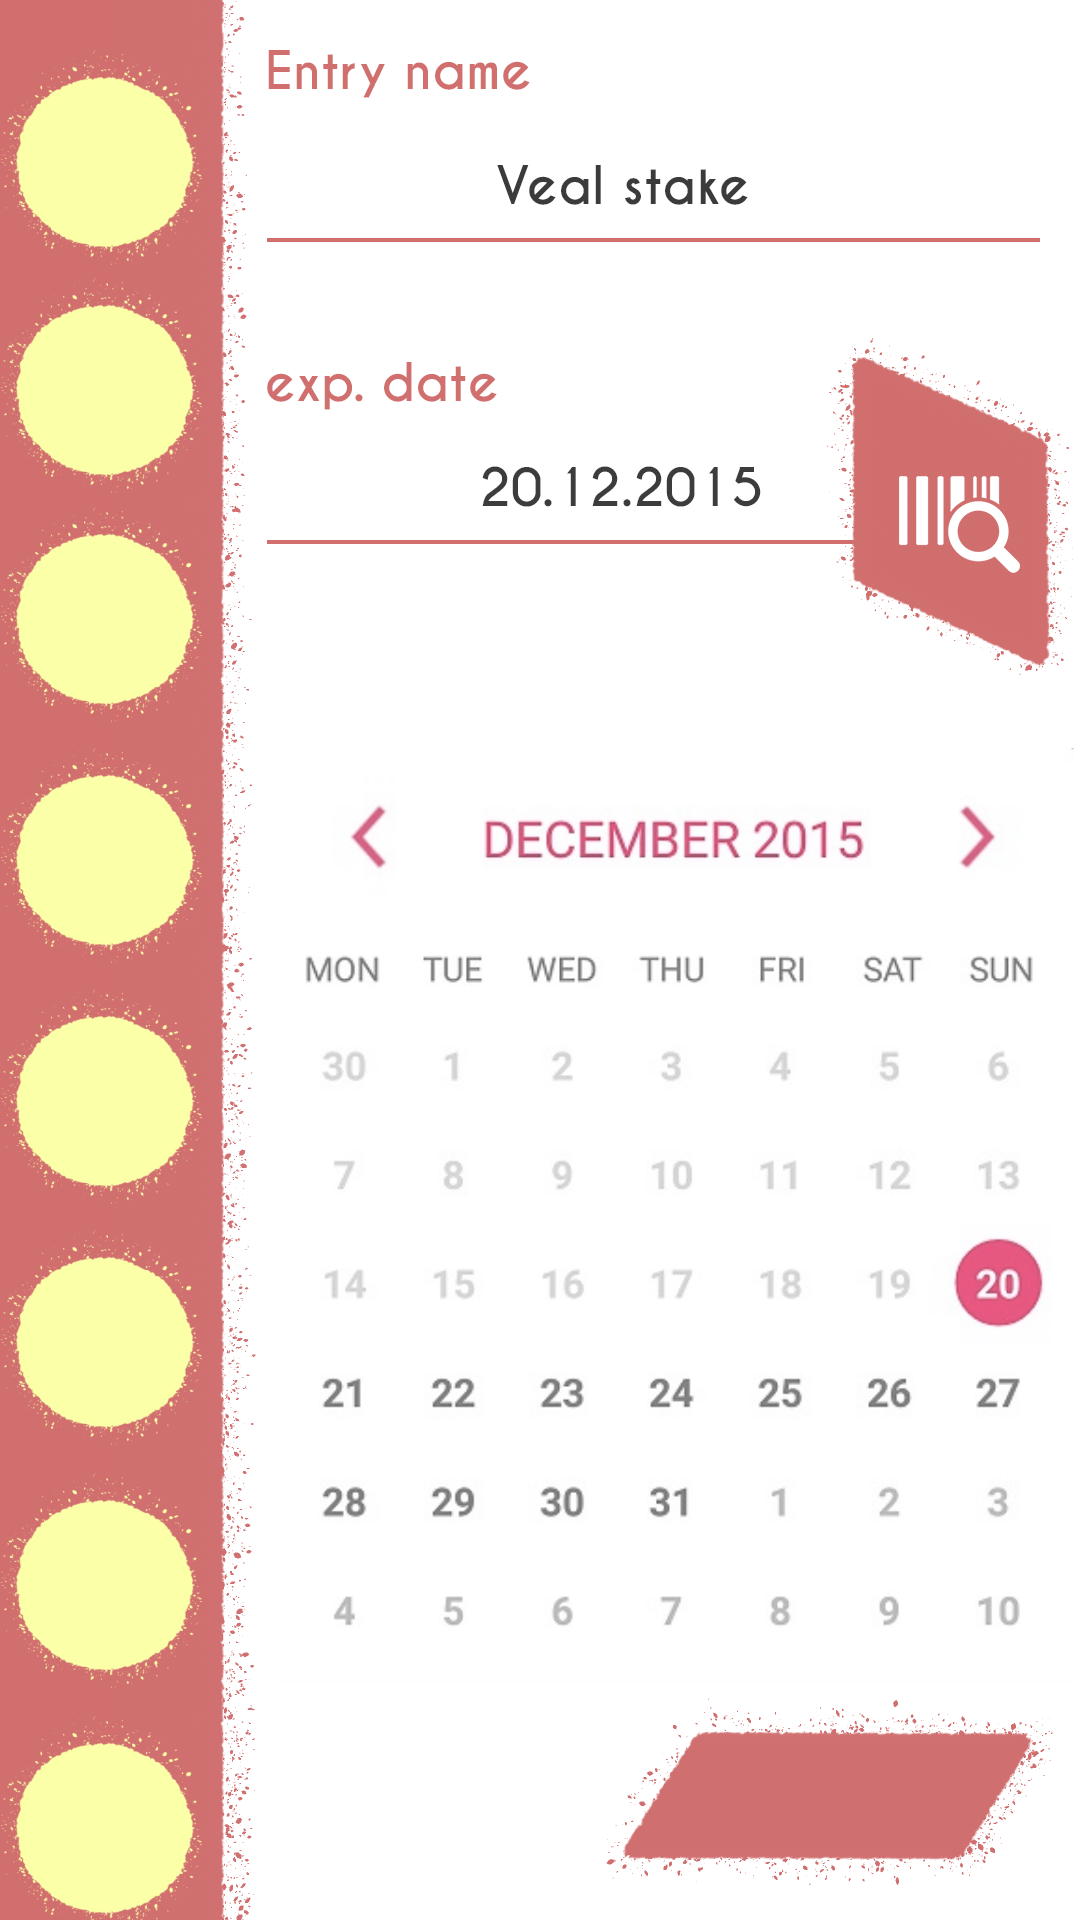 Entry name
Veal stake
exp. date
20.12.2015
DECEMBER 2015
MON TUE WED THU FRI SAT SUN
30 1 2 3 4 5 6
7 8 9 10 11 12 13
14 15 16 17 18 19 20
21 22 23 24 25 26 27
28 29 30 31 1 2 3
4 5 6 7 8 9 10